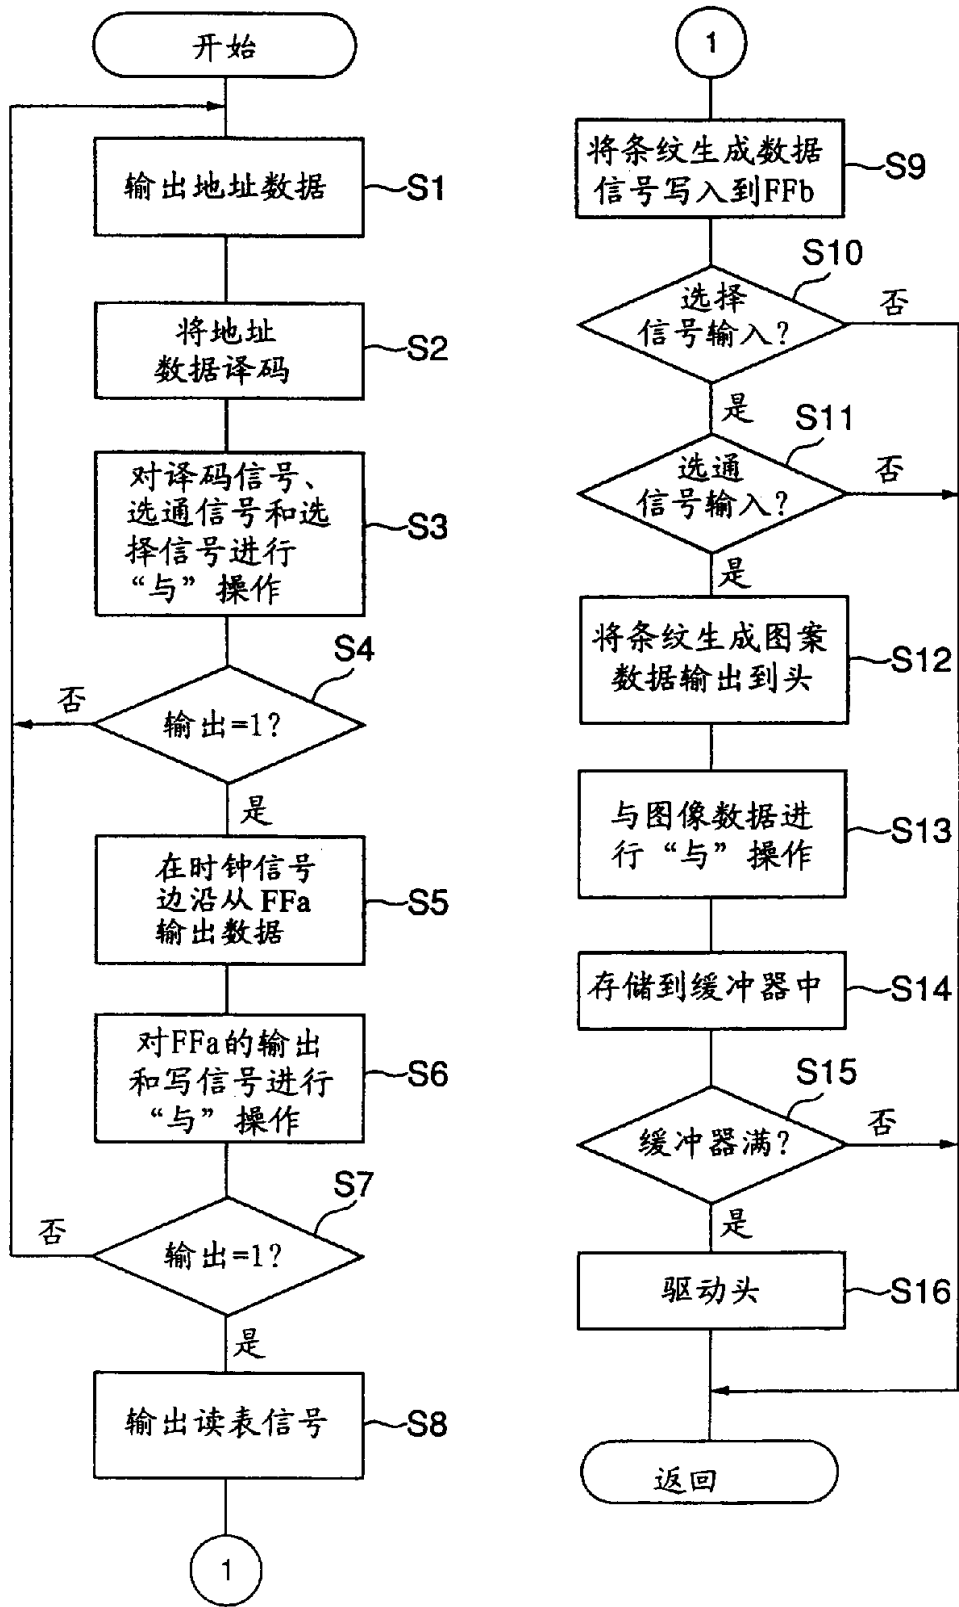 开始
输出地址数据
S1
将地址
数据译码
S2
对译码信号、
选通信号和选
择信号进行
“与”操作
S3
S4
输出=1?
否
是
在时钟信号
边沿从FFa
输出数据
S5
对FFa的输出
和写信号进行
“与”操作
S6
S7
输出=1?
否
是
输出读表信号
S8
1
1
将条纹生成数据
信号写入到FFb
S9
S10
选择
信号输入?
否
是
S11
选通
信号输入?
否
是
将条纹生成图案
数据输出到头
S12
与图像数据进
行“与”操作
S13
存储到缓冲器中
S14
S15
缓冲器满?
否
是
驱动头
S16
返回